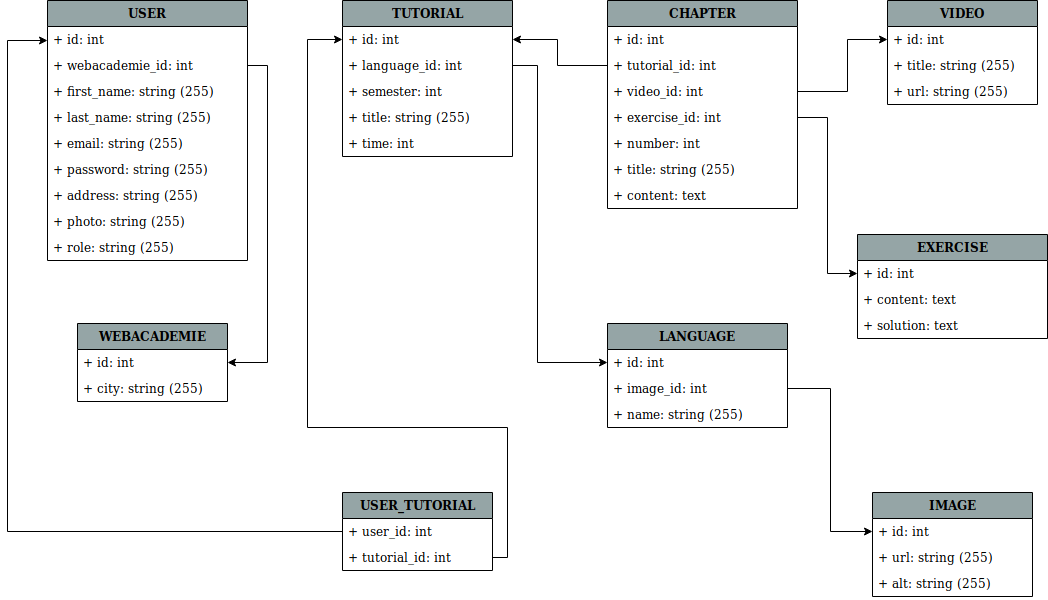 USER
+ id: int
+ webacademie_id: int
+ first_name: string (255)
+ last_name: string (255)
+ email: string (255)
+ password: string (255)
+ address: string (255)
+ photo: string (255)
+ role: string (255)
TUTORIAL
+ id: int
+ language_id: int
+ semester: int
+ title: string (255)
+ time: int
CHAPTER
+ id: int
+ tutorial_id: int
+ video_id: int
+ exercise_id: int
+ number: int
+ title: string (255)
+ content: text
VIDEO
+ id: int
+ title: string (255)
+ url: string (255)
EXERCISE
+ id: int
+ content: text
+ solution: text
WEBACADEMIE
+ id: int
+ city: string (255)
LANGUAGE
+ id: int
+ image_id: int
+ name: string (255)
USER_TUTORIAL
+ user_id: int
+ tutorial_id: int
IMAGE
+ id: int
+ url: string (255)
+ alt: string (255)